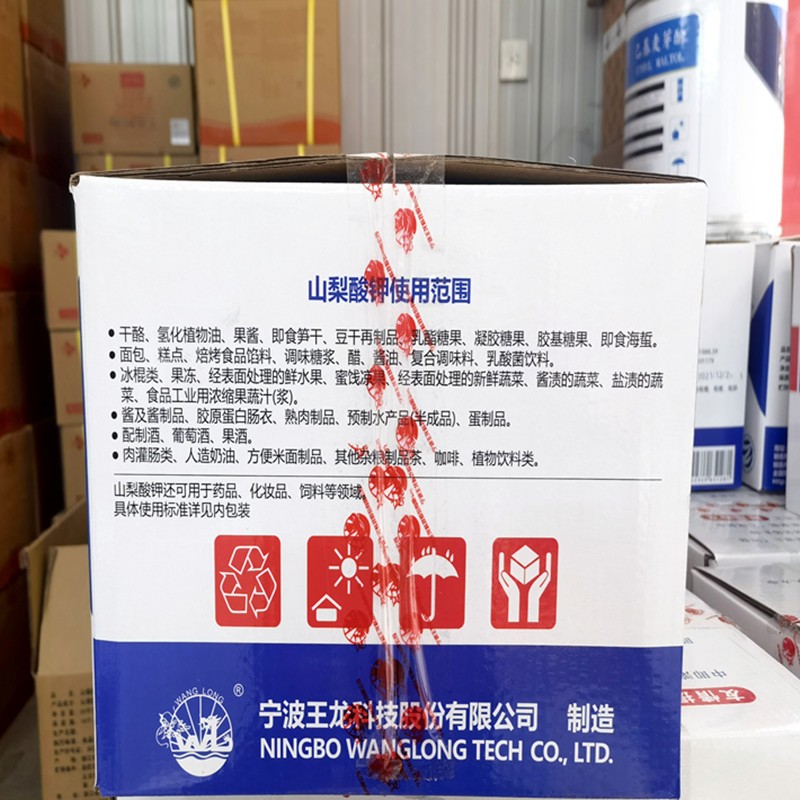 乙基麦芽酚
山梨酸钾使用范围
●干酪、氢化植物油、果酱、即食笋干、豆干再制品、乳酯糖果、凝胶糖果、胶基糖果、即食海蜇。
●面包、糕点、焙烤食品馅料、调味糖浆、醋、酱油、复合调味料、乳酸菌饮料。
●冰棍类、果冻、经表面处理的鲜水果、蜜饯凉果、经表面处理的新鲜蔬菜、酱渍的蔬菜、盐渍的蔬
菜、食品工业用浓缩果蔬汁(浆)。
●酱及酱制品、胶原蛋白肠衣、熟肉制品、预制水产品(半成品)、蛋制品。
●配制酒、葡萄酒、果酒。
●肉灌肠类、人造奶油、方便米面制品、其他杂粮制品茶、咖啡、植物饮料类。
山梨酸钾还可用于药品、化妆品、饲料等领域。
具体使用标准详见内包装
WANG LONG
®
宁波王龙科技股份有限公司 制造
NINGBO WANGLONG TECH CO., LTD.